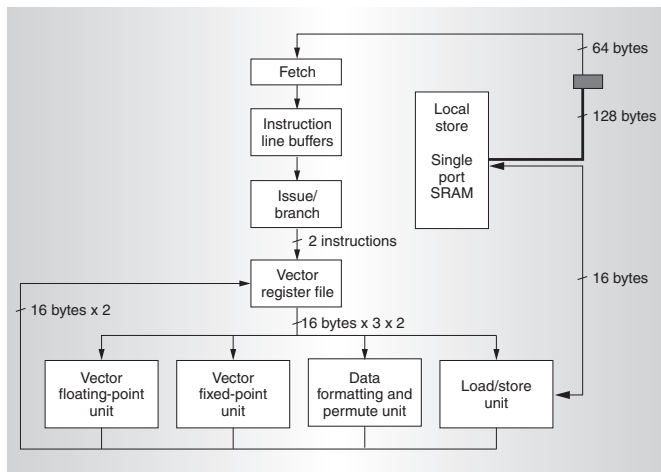 64 bytes
Fetch
128 bytes
Local
store
Single
port
SRAM
Instruction
line buffers
Issue/
branch
2 instructions
Vector
register file
16 bytes
16 bytes x 2
16 bytes x 3 x 2
Vector
floating-point
unit
Vector
fixed-point
unit
Data
formatting and
permute unit
Load/store
unit